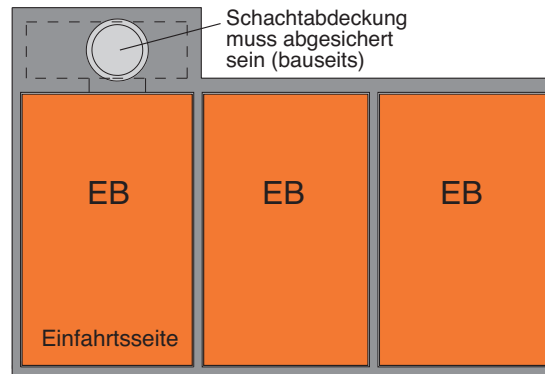 Schachtabdeckung
muss abgesichert
sein (bauseits)
EB EB EB
Einfahrtsseite